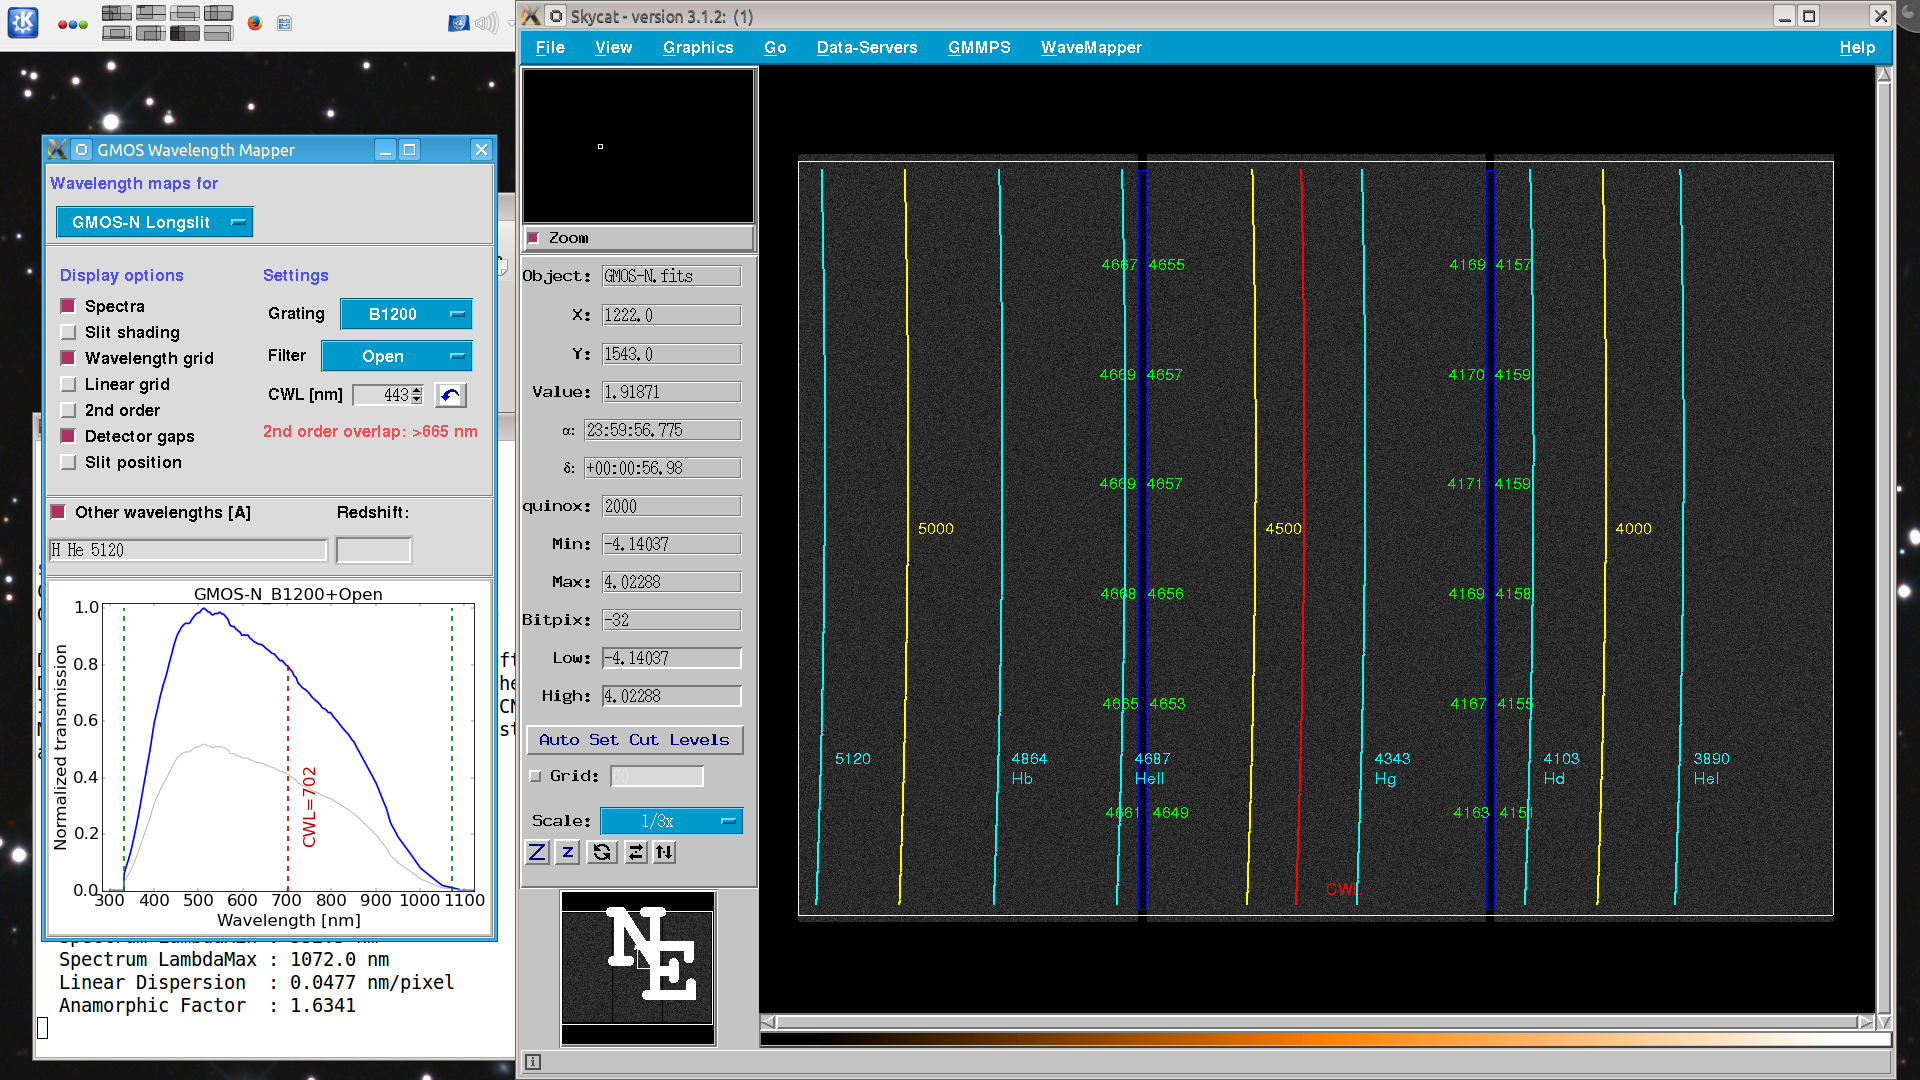 Skycat - version 3.1.2: (1)
File View Graphics Go Data-Servers GMMPS WaveMapper Help
GMOS Wavelength Mapper
Wavelength maps for
GMOS-N Longslit
Display options
Spectra
Slit shading
Wavelength grid
Linear grid
2nd order
Detector gaps
Slit position
Settings
Grating B1200
Filter Open
CWL [nm] 443
2nd order overlap: >665 nm
Other wavelengths [A] Redshift:
H He 5120
GMOS-N_B1200+Open
Normalized transmission
1.0
0.8
0.6
0.4
0.2
0.0
CWL=702
300 400 500 600 700 800 900 1000 1100
Wavelength [nm]
Spectrum LambdaMax : 1072.0 nm
Linear Dispersion : 0.0477 nm/pixel
Anamorphic Factor : 1.6341
Zoom
Object: GMOS-N.fits
X: 1222.0
Y: 1543.0
Value: 1.91871
α: 23:59:56.775
δ: +00:00:56.98
quinox: 2000
Min: -4.14037
Max: 4.02288
Bitpix: -32
Low: -4.14037
High: 4.02288
Auto Set Cut Levels
Grid:
Scale: 1/3x
Z z
N
E
4667 4655 4169 4157
4669 4657 4170 4159
4669 4657 4171 4159
5000 4500 4000
4668 4656 4169 4158
4665 4653 4167 4155
5120 4864 4687 4343 4103 3890
Hb HeII Hg Hd HeI
4661 4649 4163 4151
CWL